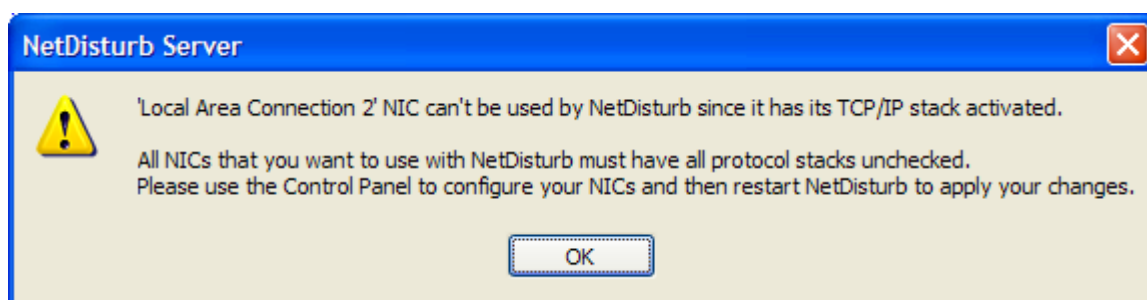 NetDisturb Server
'Local Area Connection 2' NIC can't be used by NetDisturb since it has its TCP/IP stack activated.
All NICs that you want to use with NetDisturb must have all protocol stacks unchecked.
Please use the Control Panel to configure your NICs and then restart NetDisturb to apply your changes.
OK